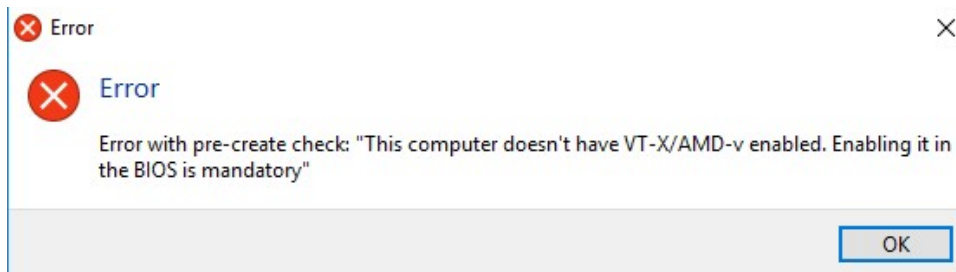 Error
Error
Error with pre-create check: "This computer doesn't have VT-X/AMD-v enabled. Enabling it in
the BIOS is mandatory"
OK